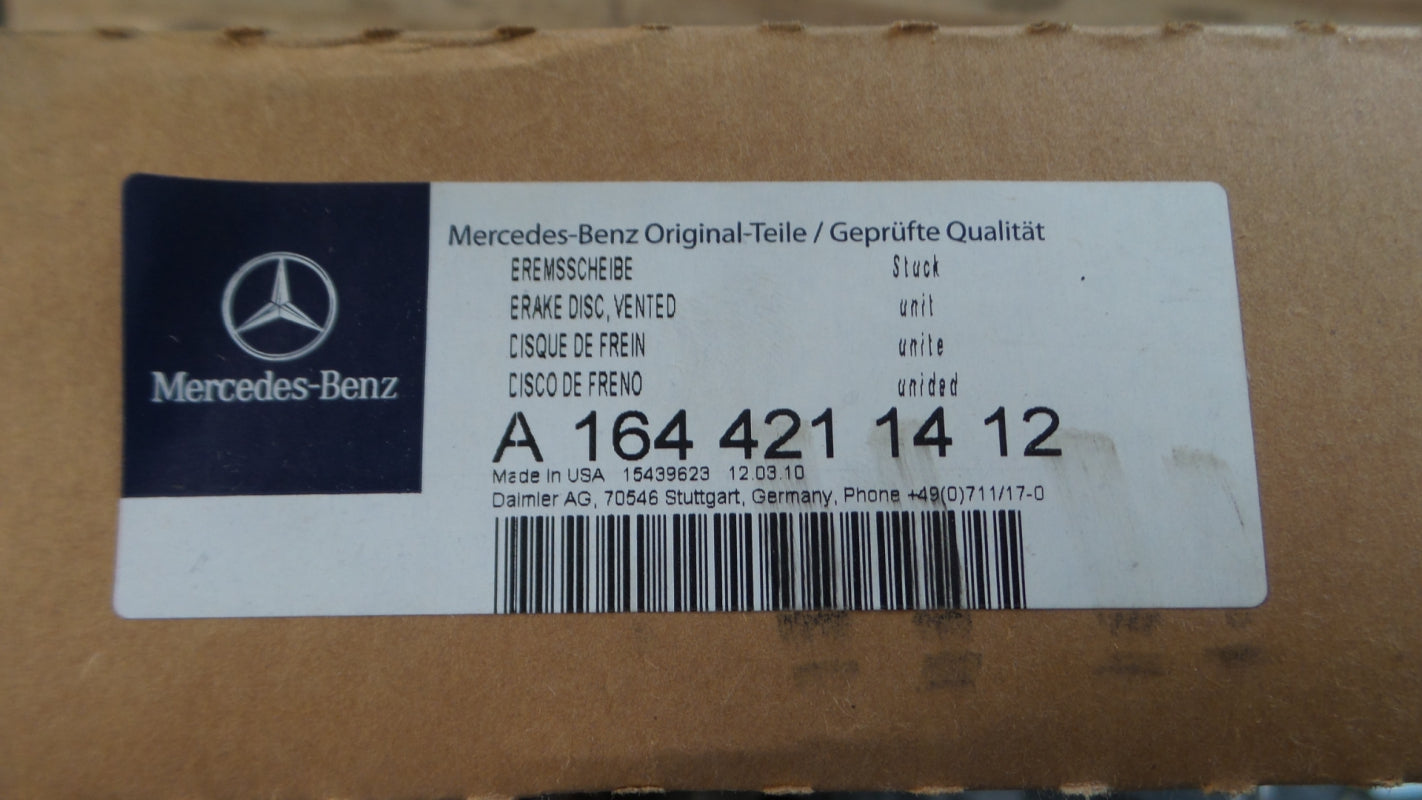 Mercedes-Benz
Mercedes-Benz Original-Teile / Geprüfte Qualität
EREMSSCHEIBE Stuck
ERAKE DISC, VENTED unit
CISQUE DE FREIN unite
CISCO DE FRENO unided
A 164 421 14 12
Made in USA 15439623 12.03.10
Daimler AG, 70546 Stuttgart, Germany, Phone +49(0)711/17-0